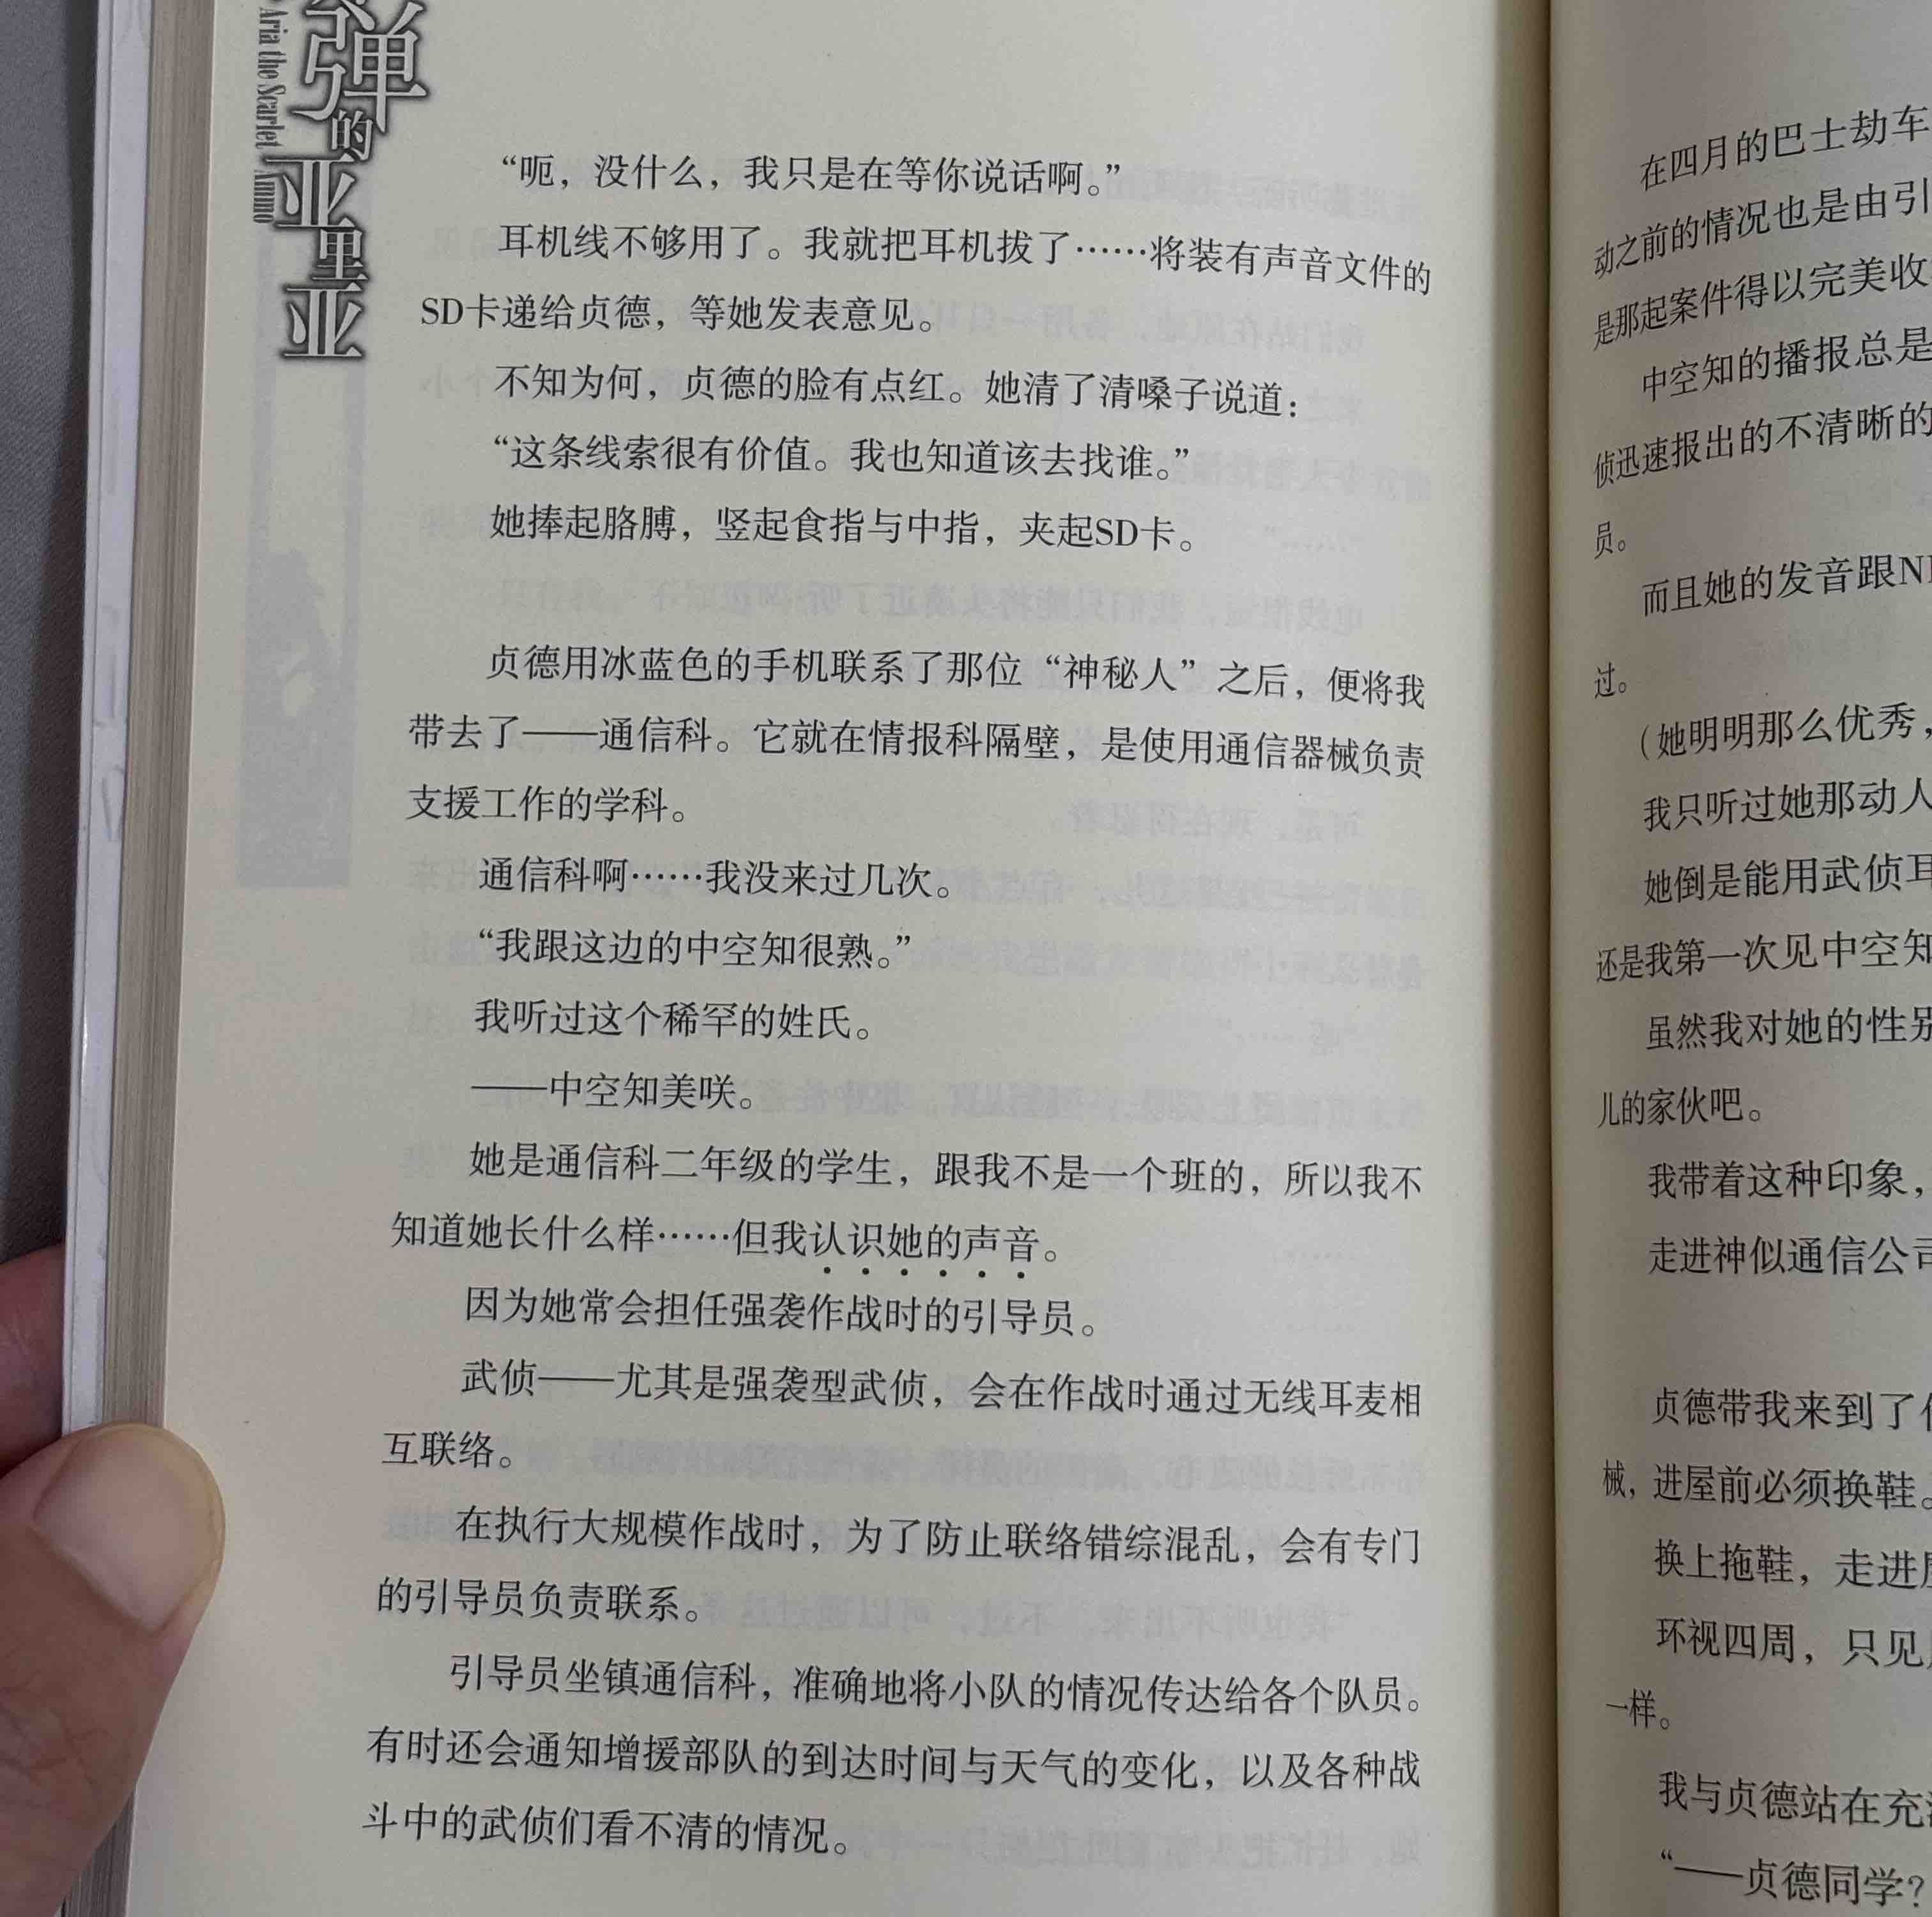 弹的亚里亚
Aria the Scarlet Ammo
“呃，没什么，我只是在等你说话啊。”
耳机线不够用了。我就把耳机拔了……将装有声音文件的
SD卡递给贞德，等她发表意见。
不知为何，贞德的脸有点红。她清了清嗓子说道：
“这条线索很有价值。我也知道该去找谁。”
她捧起胳膊，竖起食指与中指，夹起SD卡。
贞德用冰蓝色的手机联系了那位“神秘人”之后，便将我
带去了——通信科。它就在情报科隔壁，是使用通信器械负责
支援工作的学科。
通信科啊……我没来过几次。
“我跟这边的中空知很熟。”
我听过这个稀罕的姓氏。
——中空知美咲。
她是通信科二年级的学生，跟我不是一个班的，所以我不
知道她长什么样……但我认识她的声音。
因为她常会担任强袭作战时的引导员。
武侦——尤其是强袭型武侦，会在作战时通过无线耳麦相
互联络。
在执行大规模作战时，为了防止联络错综混乱，会有专门
的引导员负责联系。
引导员坐镇通信科，准确地将小队的情况传达给各个队员。
有时还会通知增援部队的到达时间与天气的变化，以及各种战
斗中的武侦们看不清的情况。
在四月的巴士劫车
动之前的情况也是由引
是那起案件得以完美收
中空知的播报总是
侦迅速报出的不清晰的
员。
而且她的发音跟N
过。
（她明明那么优秀，
我只听过她那动人
她倒是能用武侦耳
还是我第一次见中空知
虽然我对她的性别
儿的家伙吧。
我带着这种印象，
走进神似通信公司
贞德带我来到了
械，进屋前必须换鞋。
换上拖鞋，走进
环视四周，只见
一样。
我与贞德站在充
“——贞德同学？